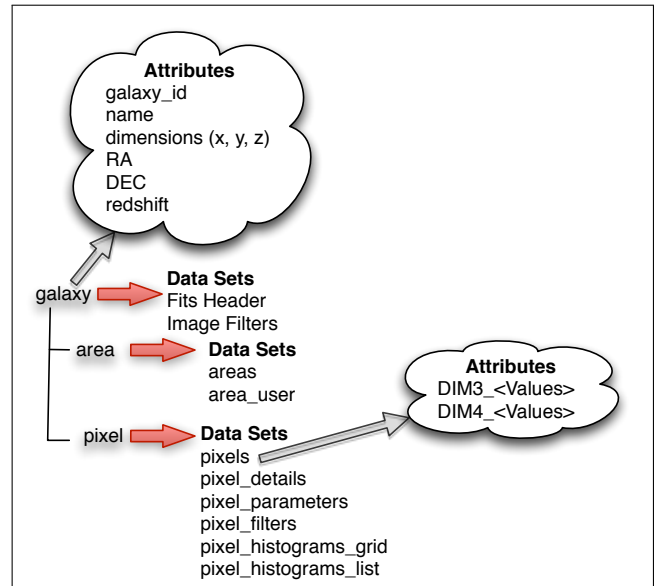 Attributes
galaxy_id
name
dimensions (x, y, z)
RA
DEC
redshift
galaxy
Data Sets
Fits Header
Image Filters
area
Data Sets
areas
area_user
Attributes
DIM3_<Values>
DIM4_<Values>
pixel
Data Sets
pixels
pixel_details
pixel_parameters
pixel_filters
pixel_histograms_grid
pixel_histograms_list